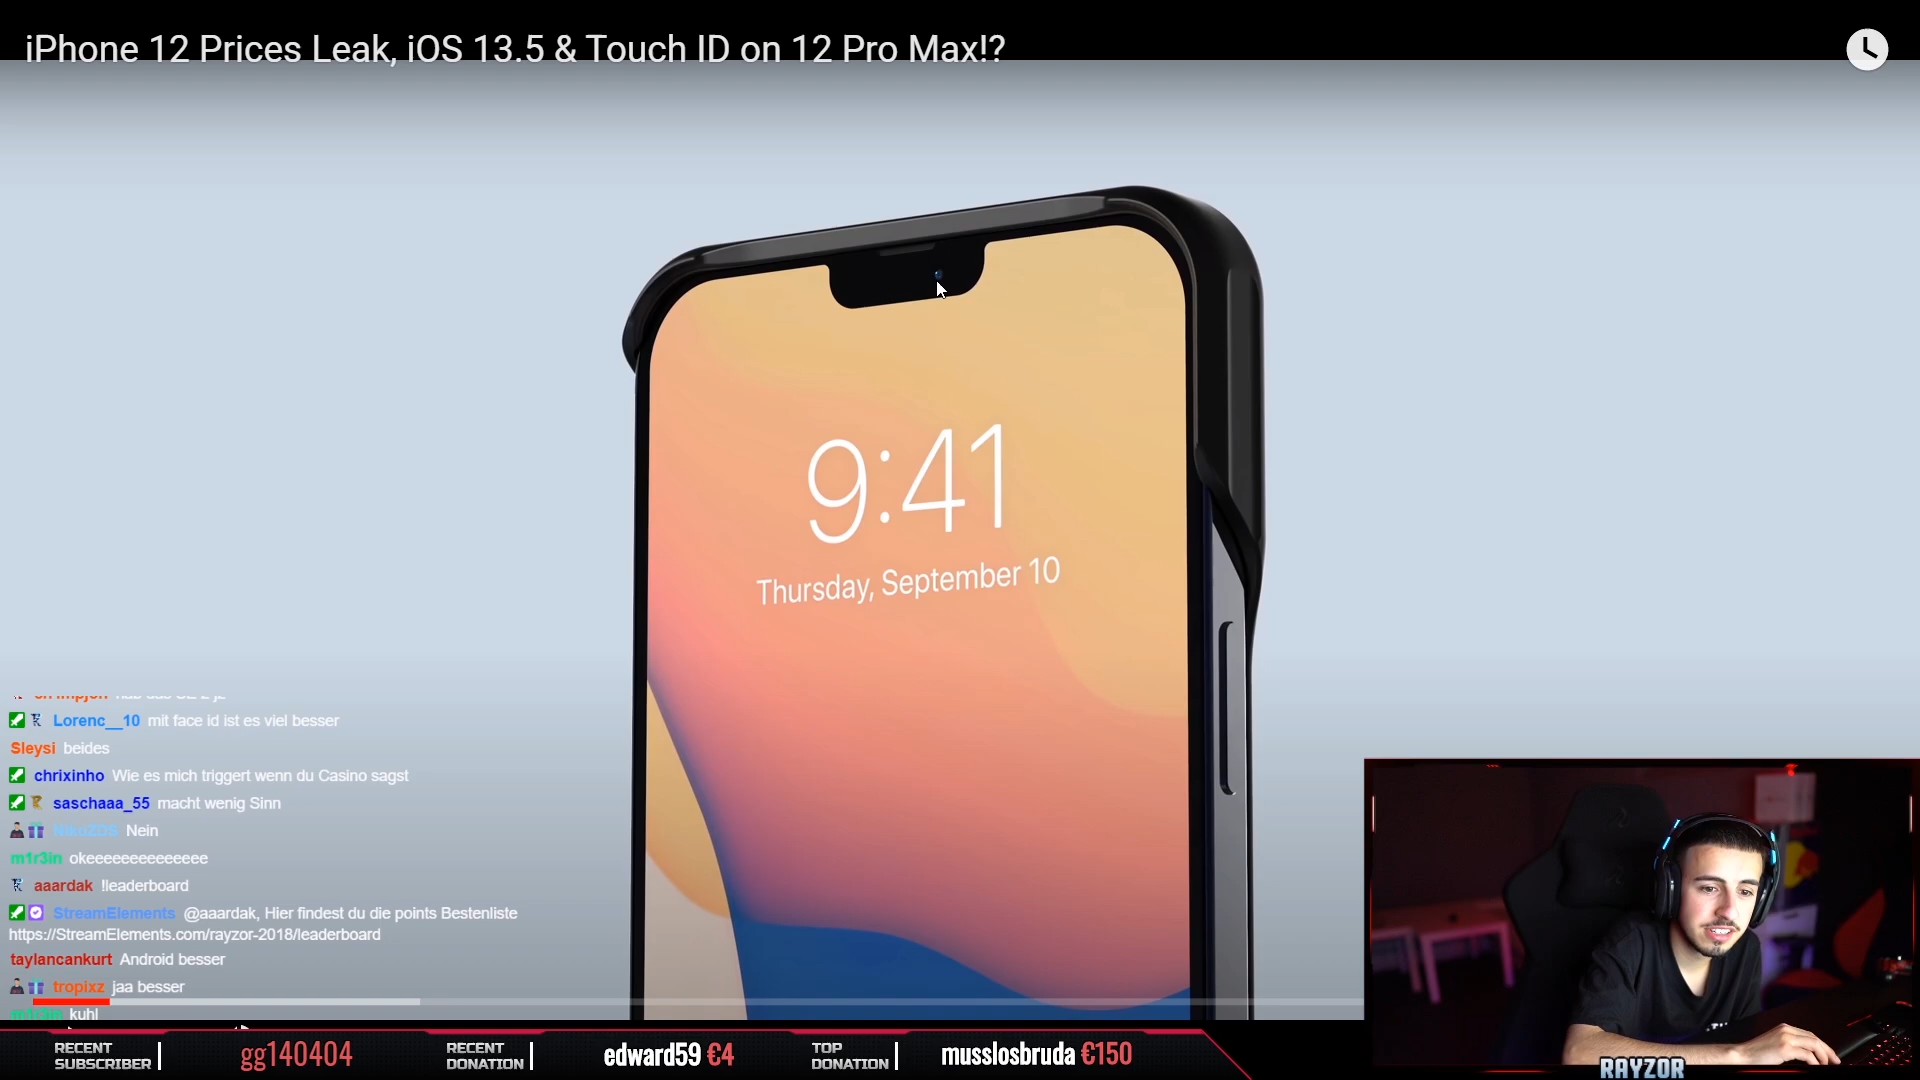 iPhone 12 Prices Leak, iOS 13.5 & Touch ID on 12 Pro Max!?
9:41
Thursday, September 10
Lorenc__10 mit face id ist es viel besser
Sleysi beides
chrixinho Wie es mich triggert wenn du Casino sagst
saschaaa_55 macht wenig Sinn
Nein
m1r3in okeeeeeeeeeeeeee
aaardak !leaderboard
StreamElements @aaardak, Hier findest du die points Bestenliste
https://StreamElements.com/rayzor-2018/leaderboard
taylancankurt Android besser
tropixz jaa besser
m1r3in kuhl
RECENT SUBSCRIBER gg140404
RECENT DONATION edward59 €4
TOP DONATION musslosbruda €150
RAYZOR